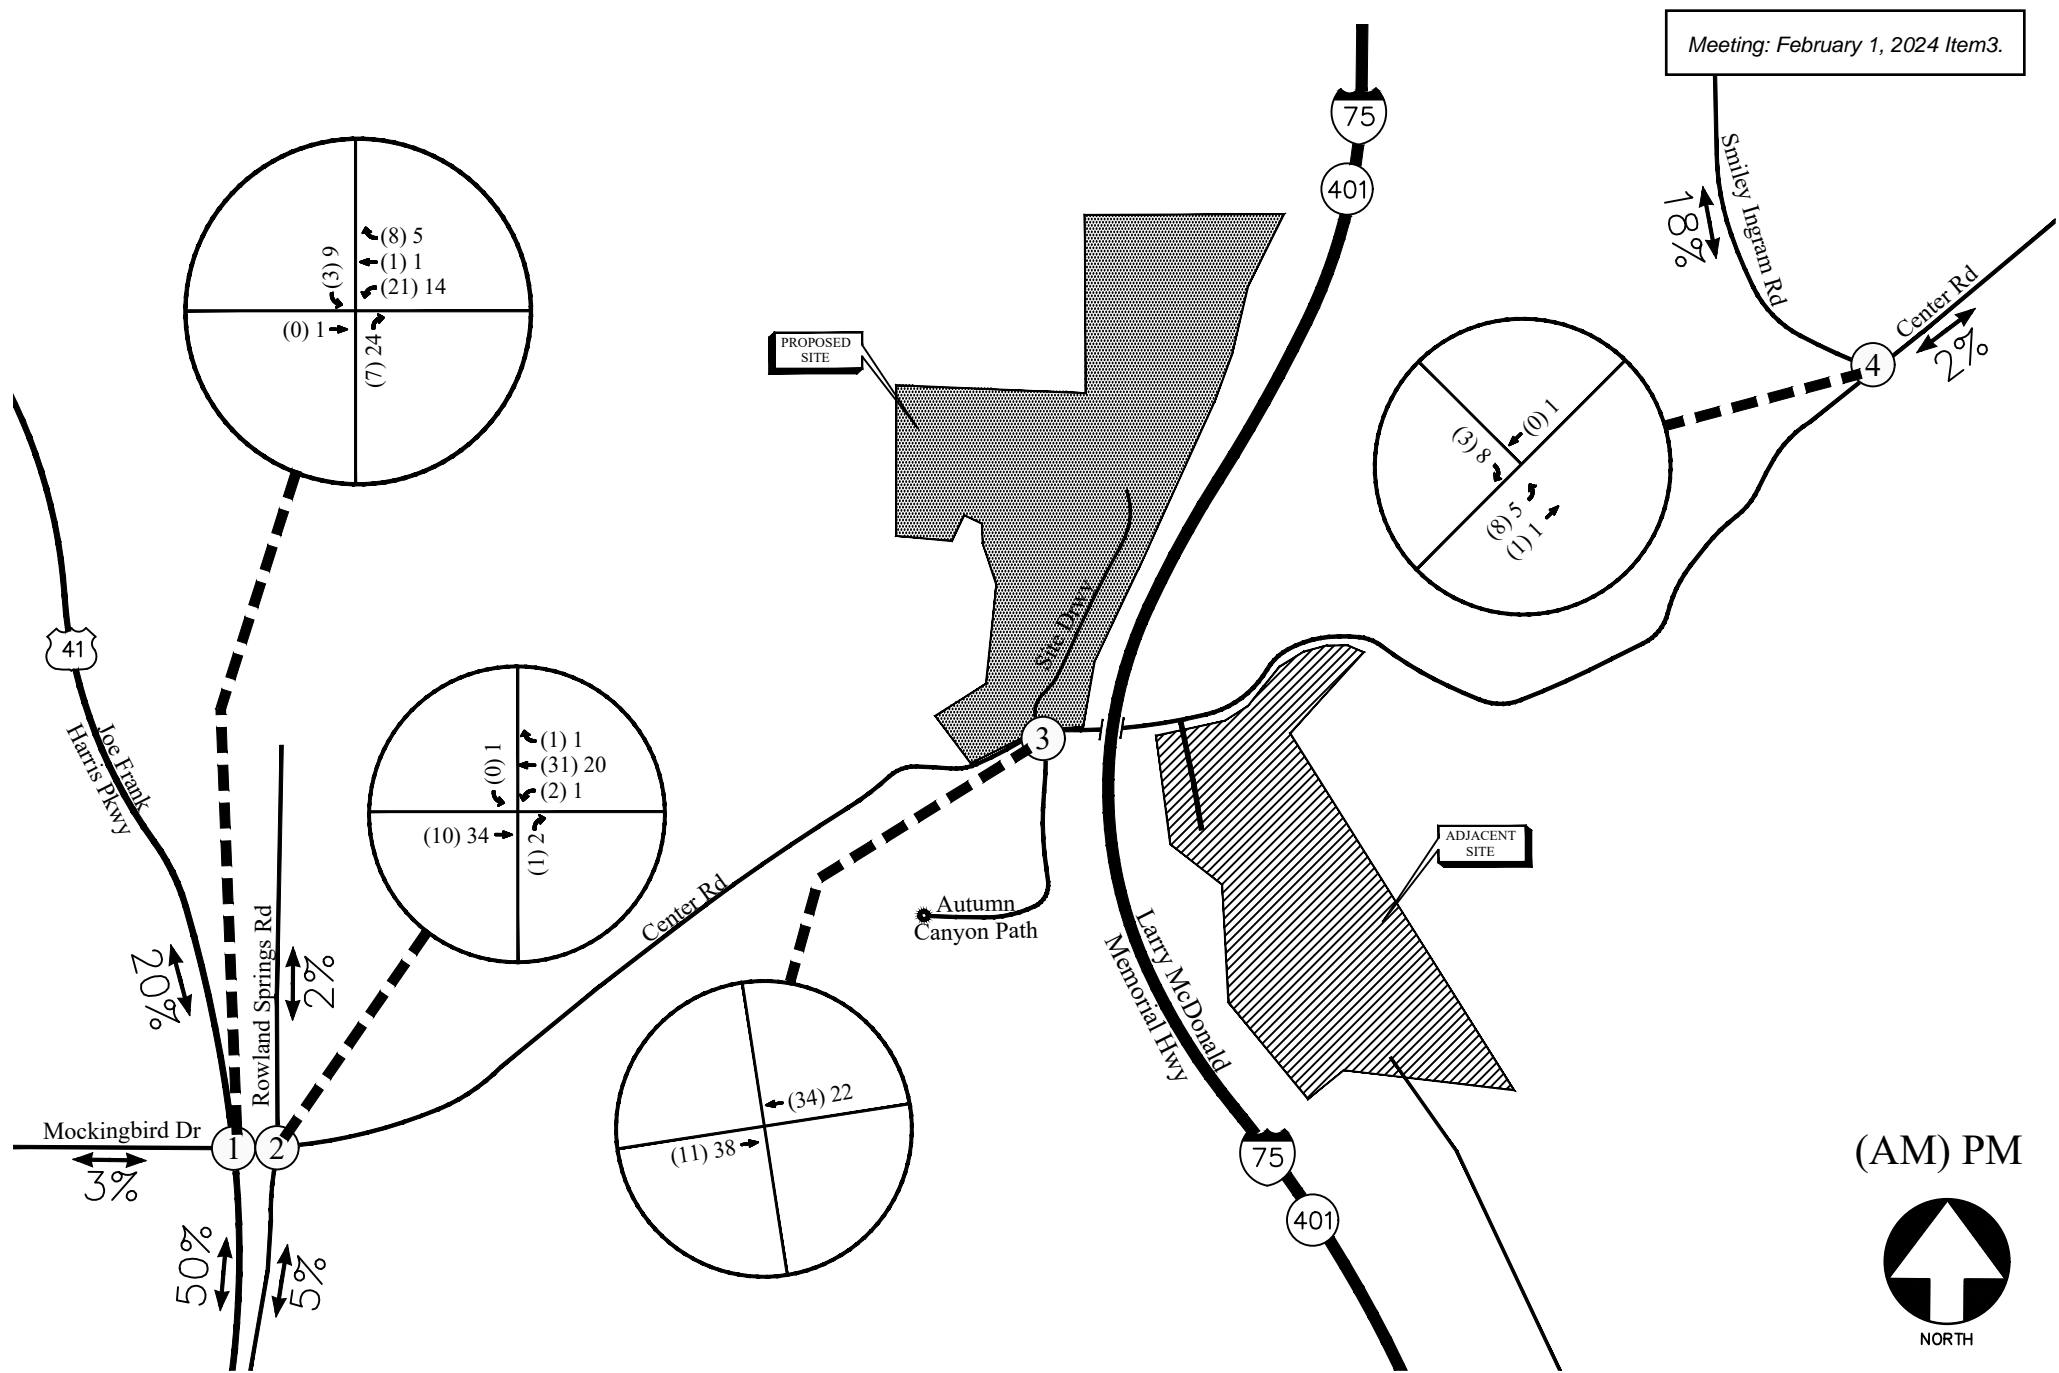 Meeting: February 1, 2024 Item3.
75
401
Smiley Ingram Rd
18%
Center Rd
2%
4
(8) 5
(1) 1
(21) 14
(3) 9
(0) 1
(7) 24
PROPOSED
SITE
(0) 1
(3) 8
(8) 5
(1) 1
41
Joe Frank
Harris Pkwy
Site Drwy
(1) 1
(31) 20
(2) 1
(0) 1
(10) 34
(1) 2
3
ADJACENT
SITE
Center Rd
Autumn
Canyon Path
Larry McDonald
Memorial Hwy
20%
Rowland Springs Rd
2%
(34) 22
(11) 38
Mockingbird Dr
3%
1
2
50%
5%
75
401
(AM) PM
NORTH